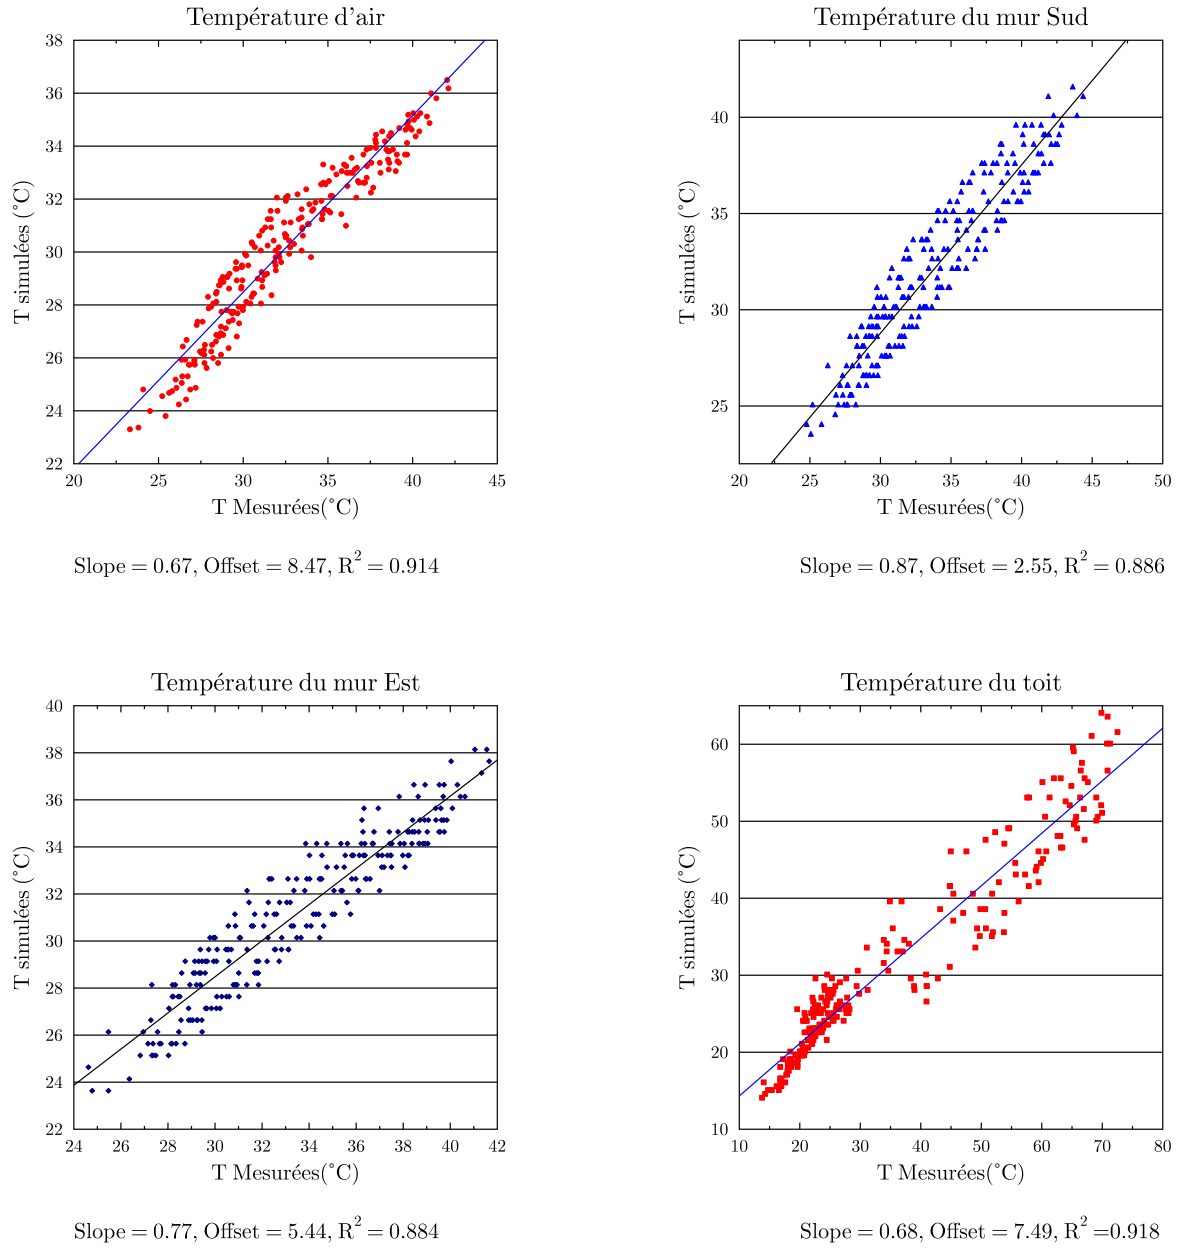 Température d'air
38
36
34
32
30
28
26
24
22
20 25 30 35 40 45
T simulées (°C)
T Mesurées(°C)
Slope = 0.67, Offset = 8.47, R² = 0.914
Température du mur Sud
40
35
30
25
20 25 30 35 40 45 50
T simulées (°C)
T Mesurées(°C)
Slope = 0.87, Offset = 2.55, R² = 0.886
Température du mur Est
40
38
36
34
32
30
28
26
24
22
24 26 28 30 32 34 36 38 40 42
T simulées (°C)
T Mesurées(°C)
Slope = 0.77, Offset = 5.44, R² = 0.884
Température du toit
60
50
40
30
20
10
10 20 30 40 50 60 70 80
T simulées (°C)
T Mesurées(°C)
Slope = 0.68, Offset = 7.49, R² =0.918